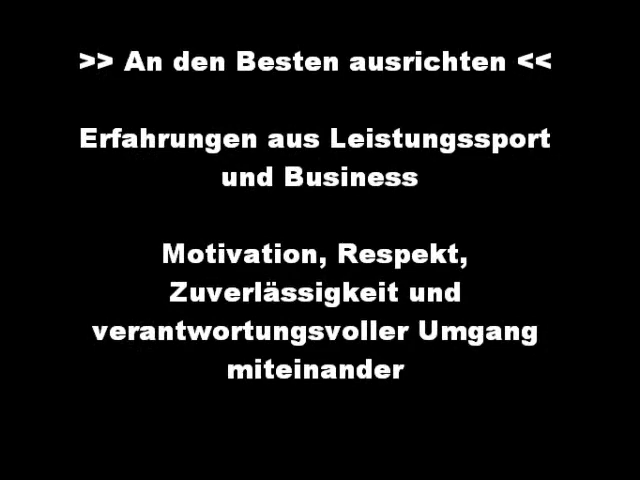 >> An den Besten ausrichten <<
Erfahrungen aus Leistungssport
und Business
Motivation, Respekt,
Zuverlässigkeit und
verantwortungsvoller Umgang
miteinander